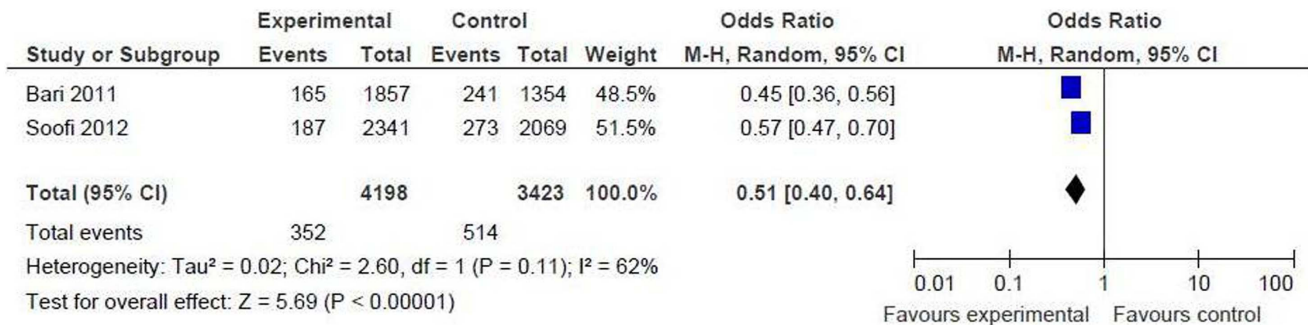 Experimental Control Odds Ratio Odds Ratio
Study or Subgroup Events Total Events Total Weight M-H, Random, 95% CI M-H, Random, 95% CI
Bari 2011 165 1857 241 1354 48.5% 0.45 [0.36, 0.56]
Soofi 2012 187 2341 273 2069 51.5% 0.57 [0.47, 0.70]
Total (95% CI) 4198 3423 100.0% 0.51 [0.40, 0.64]
Total events 352 514
Heterogeneity: Tau² = 0.02; Chi² = 2.60, df = 1 (P = 0.11); I² = 62%
Test for overall effect: Z = 5.69 (P < 0.00001)
0.01 0.1 1 10 100
Favours experimental Favours control